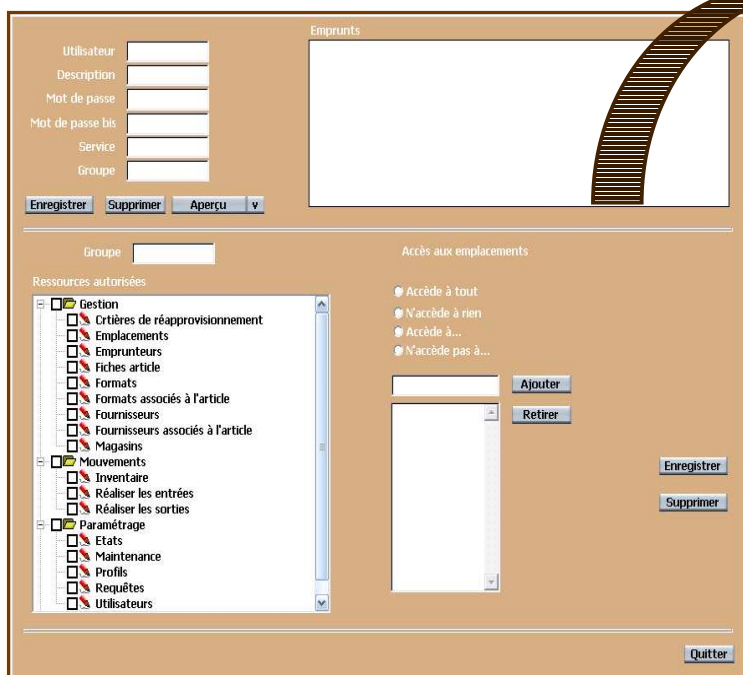 Emprunts
Utilisateur
Description
Mot de passe
Mot de passe bis
Service
Groupe
Enregistrer Supprimer Aperçu v
Groupe
Ressources autorisées
Gestion
Crtières de réapprovisionnement
Emplacements
Emprunteurs
Fiches article
Formats
Formats associés à l'article
Fournisseurs
Fournisseurs associés à l'article
Magasins
Mouvements
Inventaire
Réaliser les entrées
Réaliser les sorties
Paramétrage
Etats
Maintenance
Profils
Requêtes
Utilisateurs
Accès aux emplacements
Accède à tout
N'accède à rien
Accède à...
N'accède pas à...
Ajouter
Retirer
Enregistrer
Supprimer
Quitter